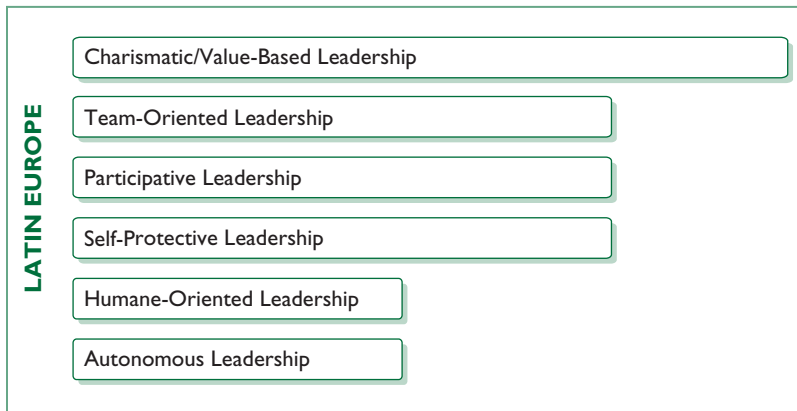 LATIN EUROPE
Charismatic/Value-Based Leadership
Team-Oriented Leadership
Participative Leadership
Self-Protective Leadership
Humane-Oriented Leadership
Autonomous Leadership